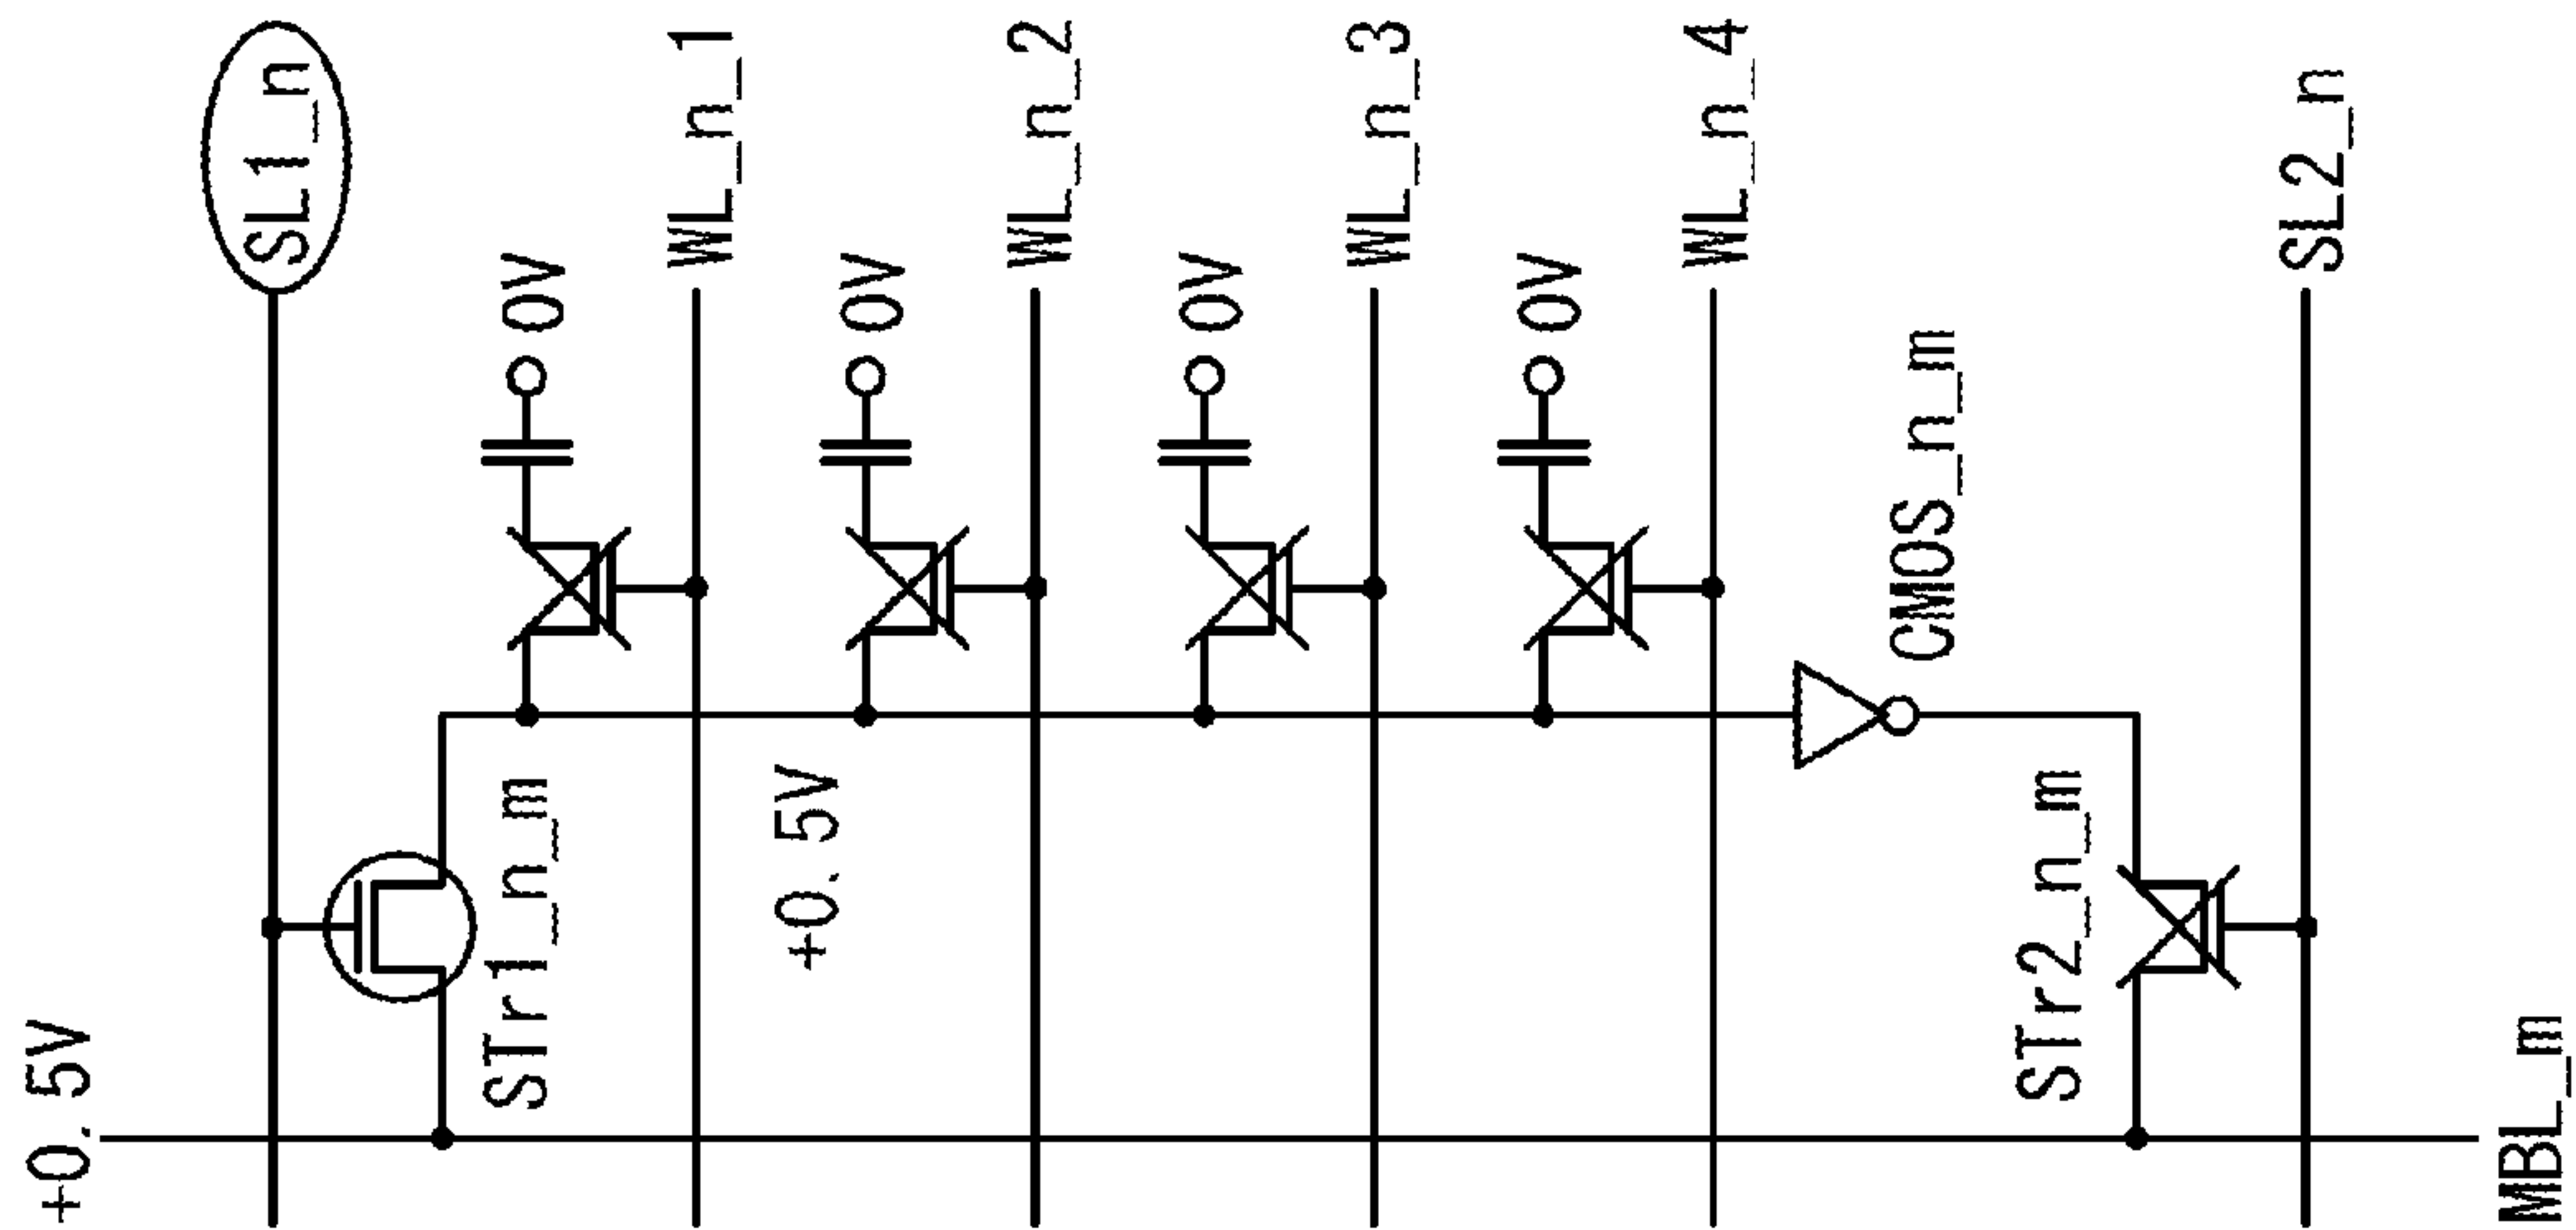 SL1_n
WL_n_1
WL_n_2
WL_n_3
WL_n_4
SL2_n
0V
0V
0V
0V
CMOS_n_m
STr1_n_m
+0.5V
STr2_n_m
+0.5V
MBL_m